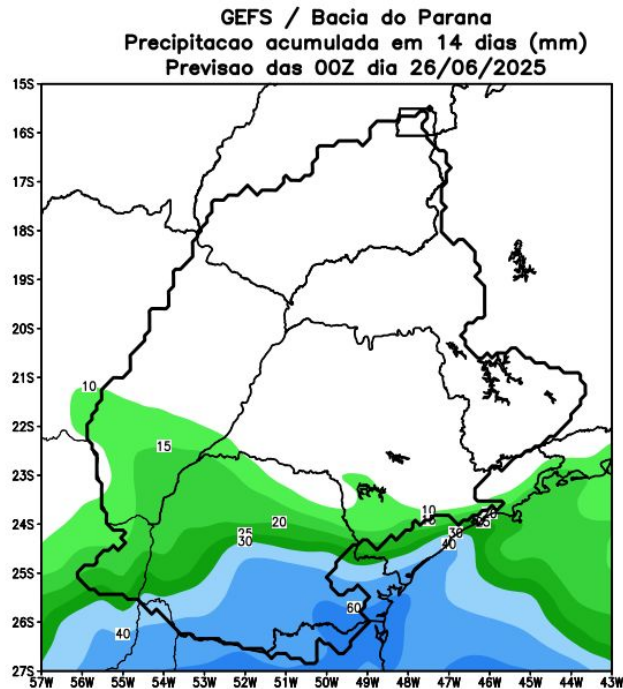 GEFS / Bacia do Parana
Precipitacao acumulada em 14 dias (mm)
Previsao das 00Z dia 26/06/2025
15S
16S
17S
18S
19S
20S
21S
10
22S
15
23S
24S
10
20
25
30
30
40
25S
26S
60
40
27S
57W 56W 55W 54W 53W 52W 51W 50W 49W 48W 47W 46W 45W 44W 43W